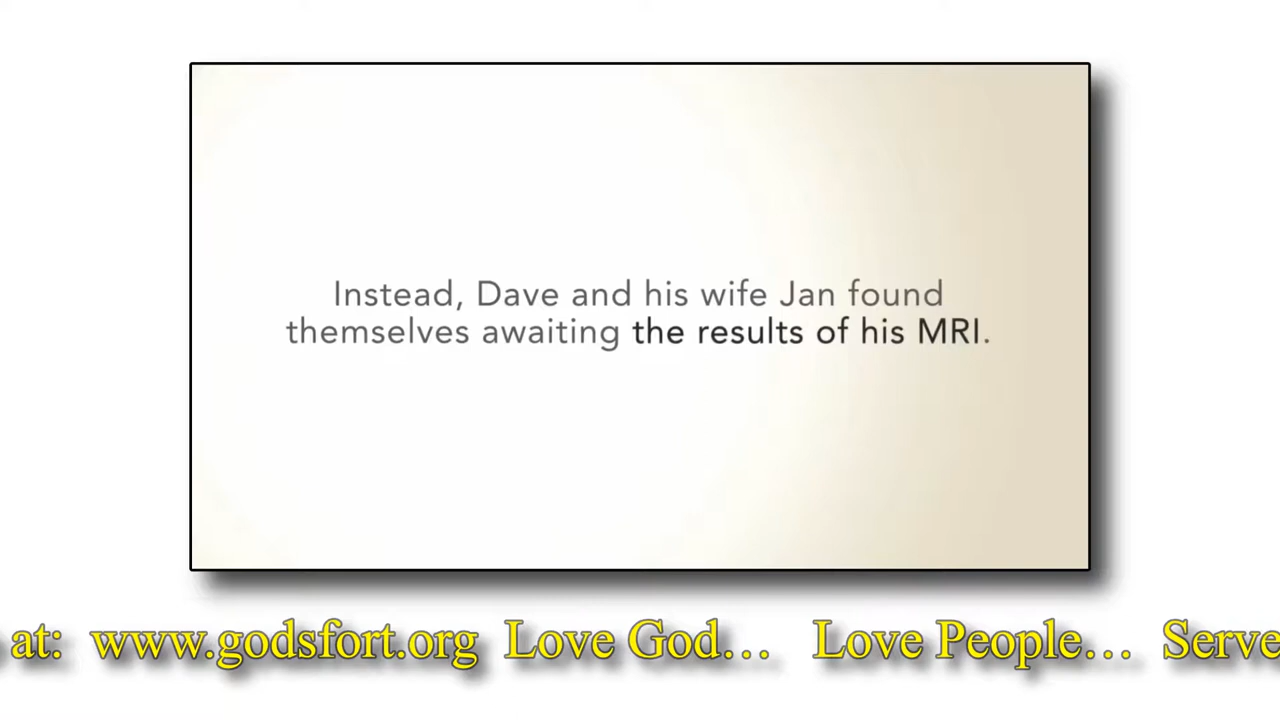 Instead, Dave and his wife Jan found
themselves awaiting the results of his MRI.
at: www.godsfort.org Love God... Love People... Serve